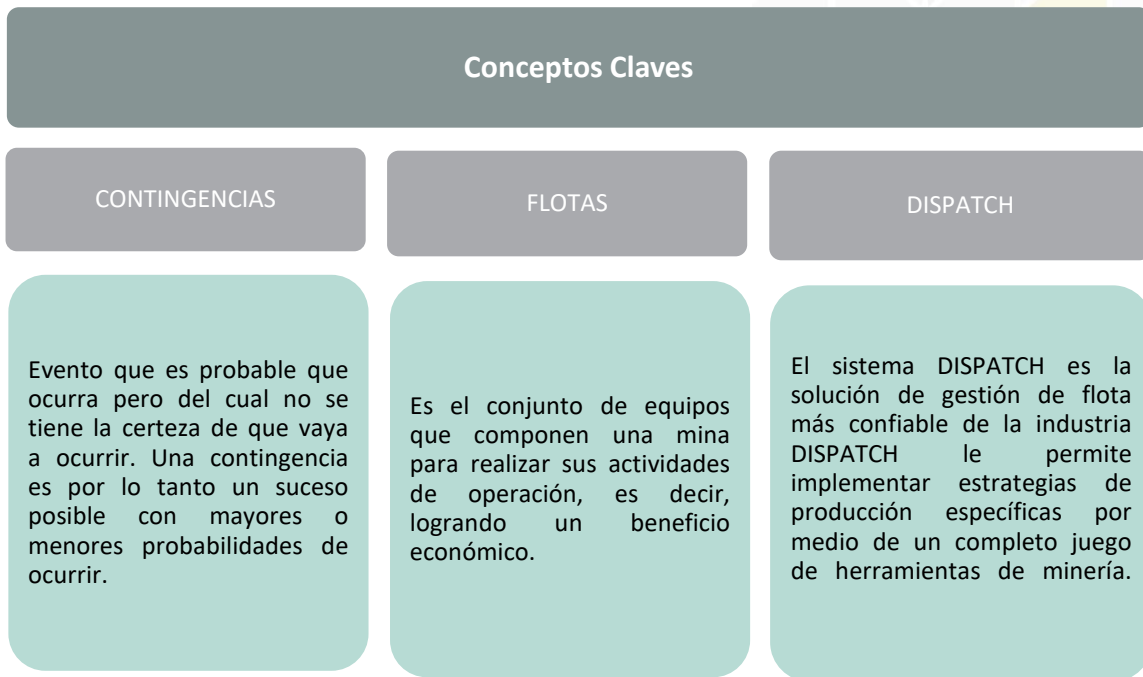 Conceptos Claves
CONTINGENCIAS
FLOTAS
DISPATCH
Evento que es probable que
ocurra pero del cual no se
tiene la certeza de que vaya
a ocurrir. Una contingencia
es por lo tanto un suceso
posible con mayores o
menores probabilidades de
ocurrir.
Es el conjunto de equipos
que componen una mina
para realizar sus actividades
de operación, es decir,
logrando un beneficio
económico.
El sistema DISPATCH es la
solución de gestión de flota
más confiable de la industria
DISPATCH le permite
implementar estrategias de
producción específicas por
medio de un completo juego
de herramientas de minería.